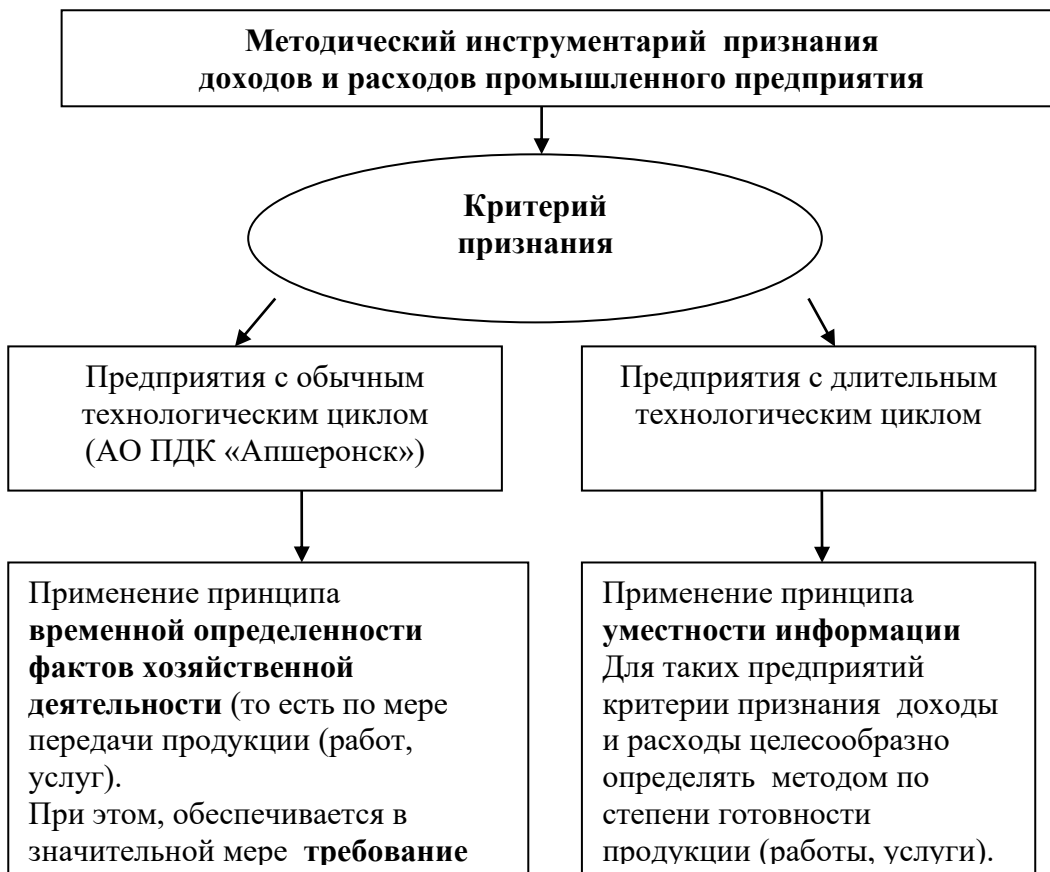 Методический инструментарий признания
доходов и расходов промышленного предприятия
Критерий
признания
Предприятия с обычным
технологическим циклом
(АО ПДК «Апшеронск»)
Предприятия с длительным
технологическим циклом
Применение принципа
временной определенности
фактов хозяйственной
деятельности (то есть по мере
передачи продукции (работ,
услуг).
При этом, обеспечивается в
значительной мере требование
Применение принципа
уместности информации
Для таких предприятий
критерии признания доходы
и расходы целесообразно
определять методом по
степени готовности
продукции (работы, услуги).